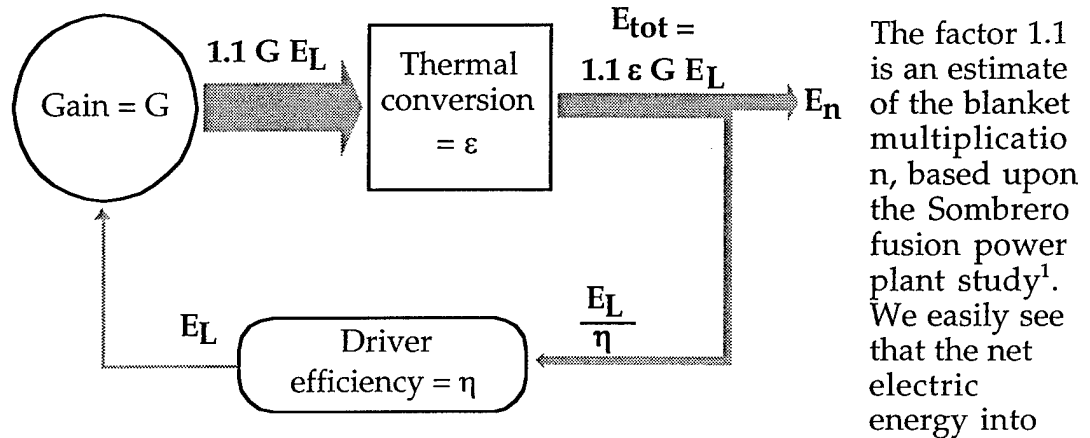 Gain = G
1.1 G E_L
Thermal
conversion
= ε
E_tot =
1.1 ε G E_L
E_n
E_L
Driver
efficiency = η
E_L
η
The factor 1.1
is an estimate
of the blanket
multiplicatio
n, based upon
the Sombrero
fusion power
plant study¹.
We easily see
that the net
electric
energy into